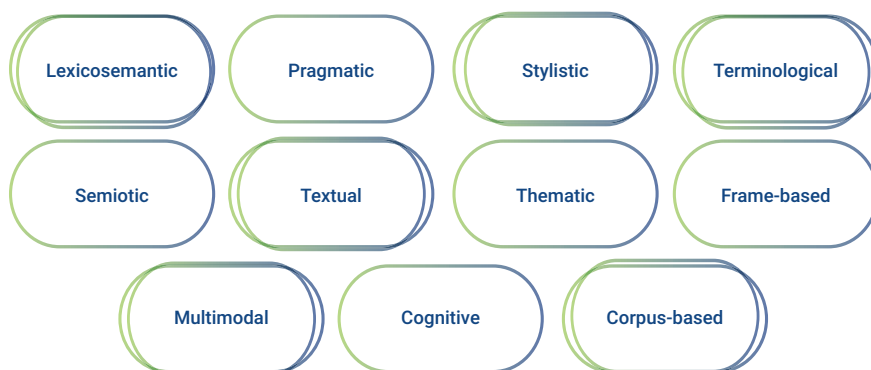 Lexicosemantic
Pragmatic
Stylistic
Terminological
Semiotic
Textual
Thematic
Frame-based
Multimodal
Cognitive
Corpus-based